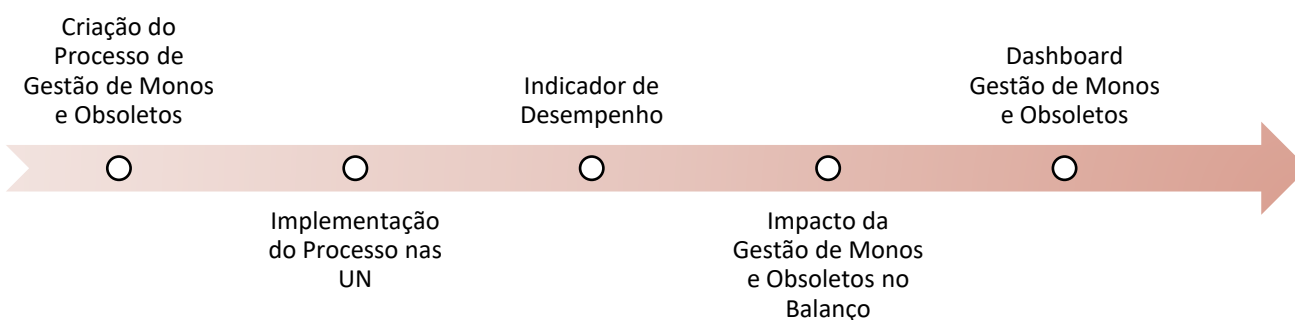 Criação do
Processo de
Gestão de Monos
e Obsoletos
Implementação
do Processo nas
UN
Indicador de
Desempenho
Impacto da
Gestão de Monos
e Obsoletos no
Balanço
Dashboard
Gestão de Monos
e Obsoletos